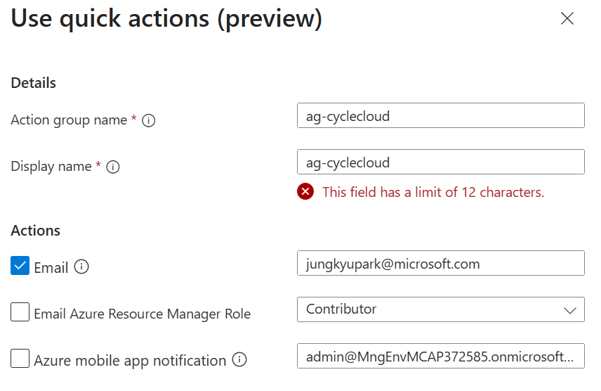 Use quick actions (preview)
Details
Action group name *
ag-cyclecloud
Display name *
ag-cyclecloud
This field has a limit of 12 characters.
Actions
Email
jungkyupark@microsoft.com
Email Azure Resource Manager Role
Contributor
Azure mobile app notification
admin@MngEnvMCAP372585.onmicrosoft...